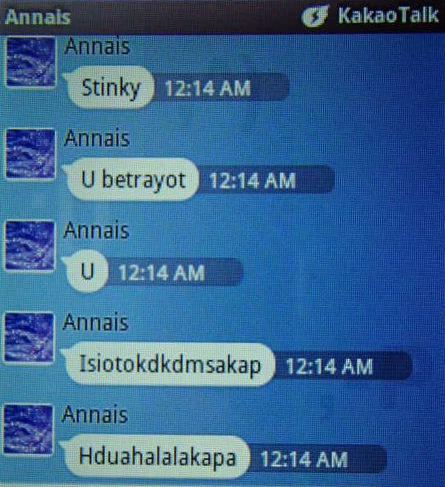 Annais KakaoTalk
Annais
Stinky 12:14 AM
Annais
U betrayot 12:14 AM
Annais
U 12:14 AM
Annais
Isiotokdkdmsakap 12:14 AM
Annais
Hduahalalakapa 12:14 AM